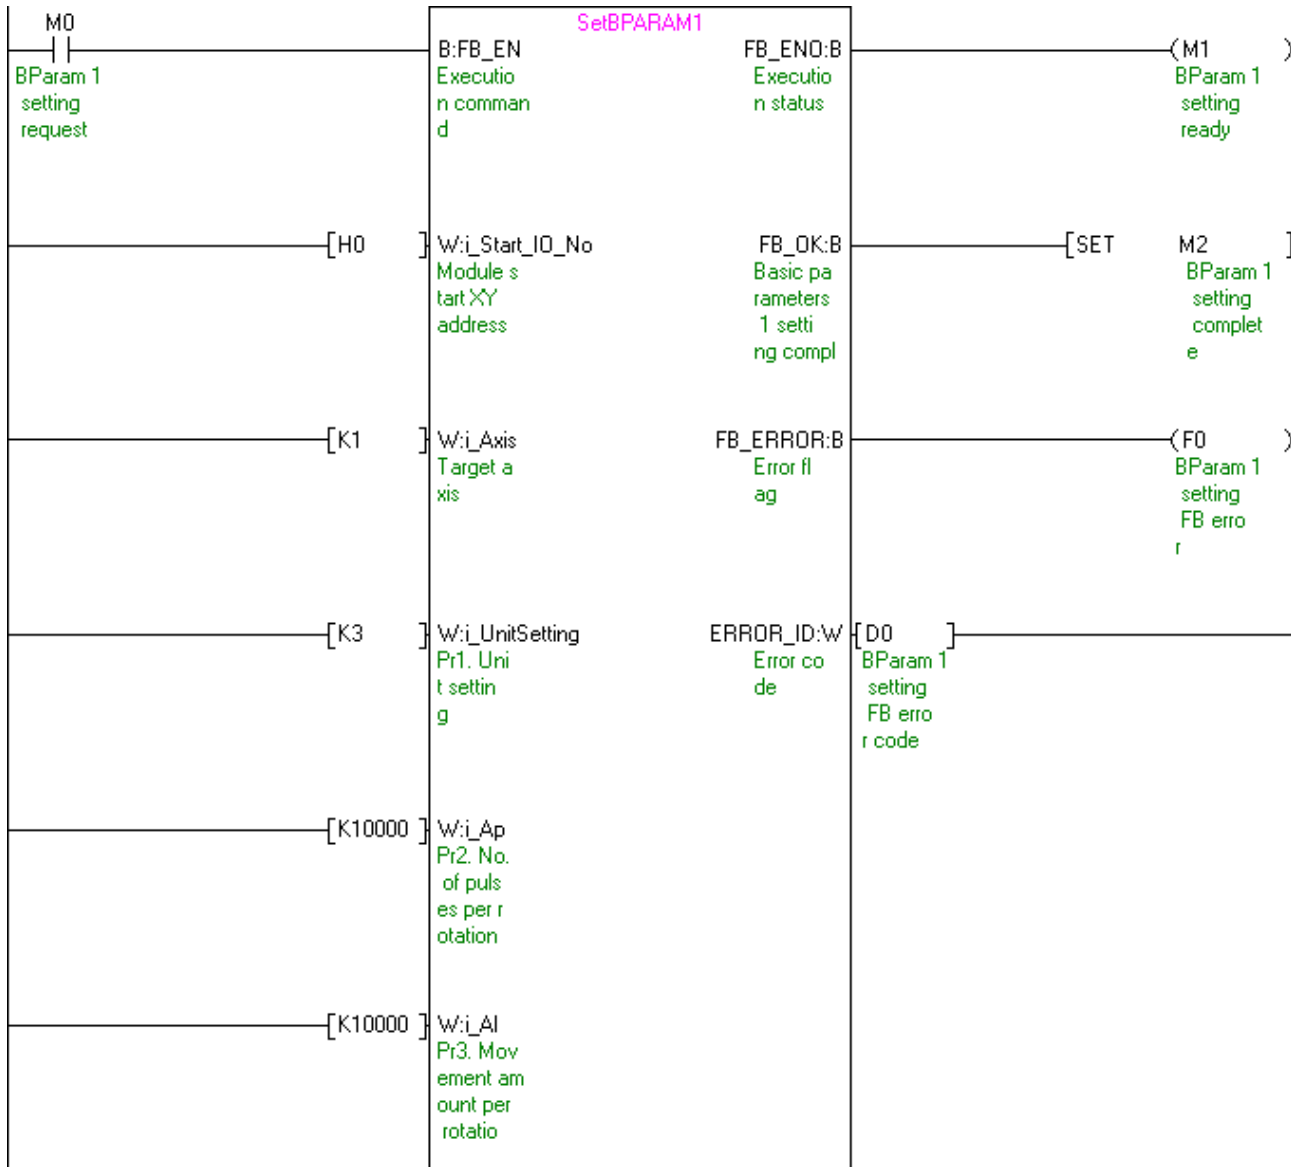 M0
SetBPARAM1
B:FB_EN
FB_ENO:B
(M1 )
BParam 1
setting
request
Executio
n comman
d
Executio
n status
BParam 1
setting
ready
[H0 ]
W:i_Start_IO_No
FB_OK:B
[SET M2 ]
Module s
tart XY
address
Basic pa
rameters
1 setti
ng compl
BParam 1
setting
complet
e
[K1 ]
W:i_Axis
FB_ERROR:B
(F0 )
Target a
xis
Error fl
ag
BParam 1
setting
FB erro
r
[K3 ]
W:i_UnitSetting
ERROR_ID:W
[D0 ]
Pr1. Uni
t settin
g
Error co
de
BParam 1
setting
FB erro
r code
[K10000 ]
W:i_Ap
Pr2. No.
of puls
es per r
otation
[K10000 ]
W:i_Al
Pr3. Mov
ement am
ount per
rotatio